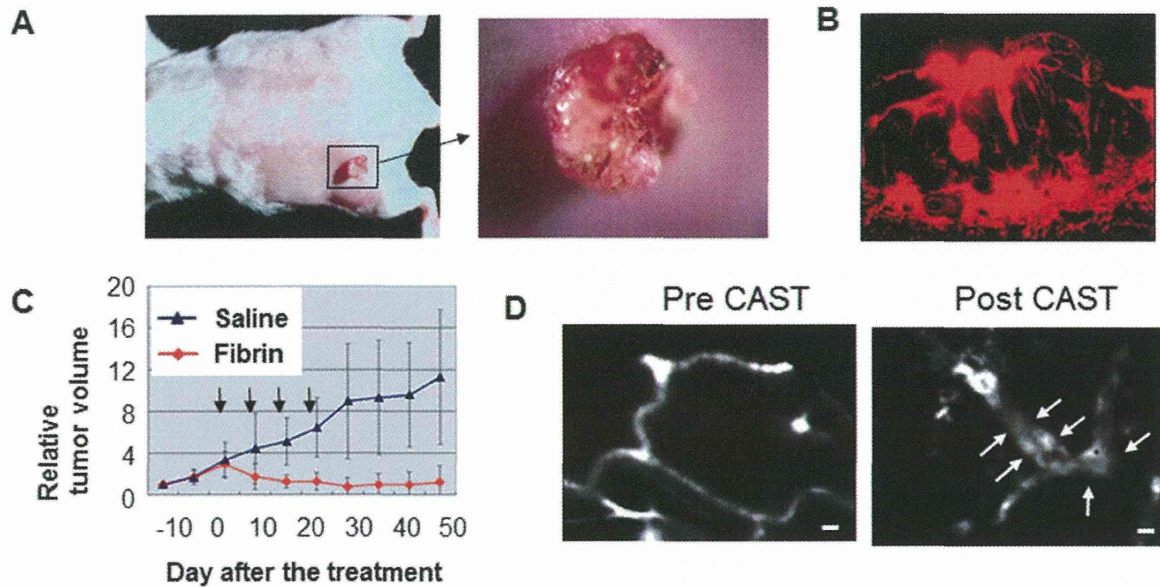 A
B
C
20
16
12
8
4
0
Relative
tumor volume
Saline
Fibrin
-10 0 10 20 30 40 50
Day after the treatment
D
Pre CAST
Post CAST